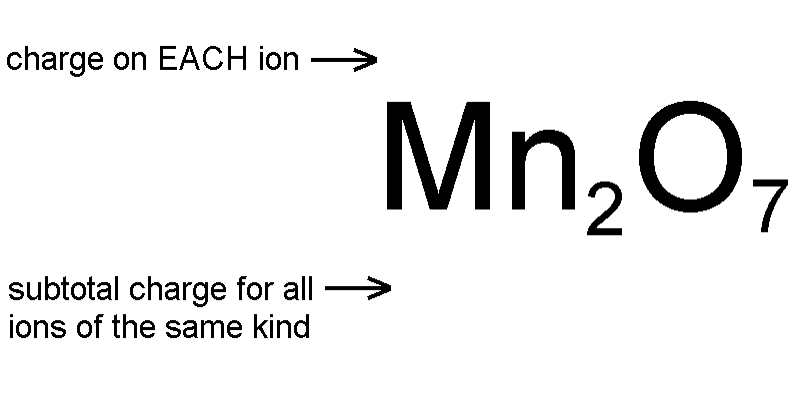 charge on EACH ion →
Mn₂O₇
subtotal charge for all →
ions of the same kind